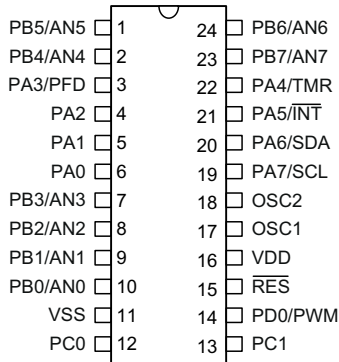 PB5/AN5 1 24 PB6/AN6
PB4/AN4 2 23 PB7/AN7
PA3/PFD 3 22 PA4/TMR
PA2 4 21 PA5/INT
PA1 5 20 PA6/SDA
PA0 6 19 PA7/SCL
PB3/AN3 7 18 OSC2
PB2/AN2 8 17 OSC1
PB1/AN1 9 16 VDD
PB0/AN0 10 15 RES
VSS 11 14 PD0/PWM
PC0 12 13 PC1